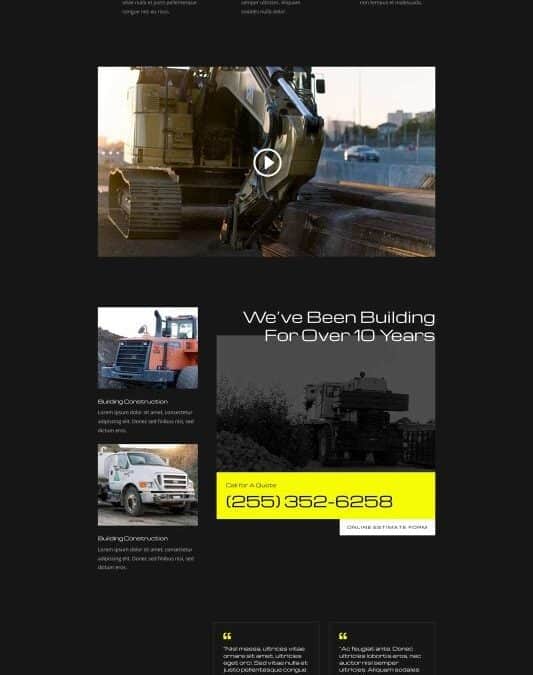 vitae nulla et justo pellentesque
congue nec eu risus.
semper ultricies. Aliquam
sodales nulla dolor.
non tempus et malesuada.
We've Been Building
For Over 10 Years
Building Construction
Lorem ipsum dolor sit amet, consectetur
adipiscing elit. Donec sed finibus nisi, sed
dictum eros.
Building Construction
Lorem ipsum dolor sit amet, consectetur
adipiscing elit. Donec sed finibus nisi, sed
dictum eros.
Call for A Quote
(255) 352-6258
ONLINE ESTIMATE FORM
"Nisl massa, ultrices vitae
ornare sit amet, ultricies
eget orci. Sed vitae nulla et
justo pellentesque congue
"Ac feugiat ante. Donec
ultricies lobortis eros, nec
auctor nisl semper
ultricies. Aliquam sodales